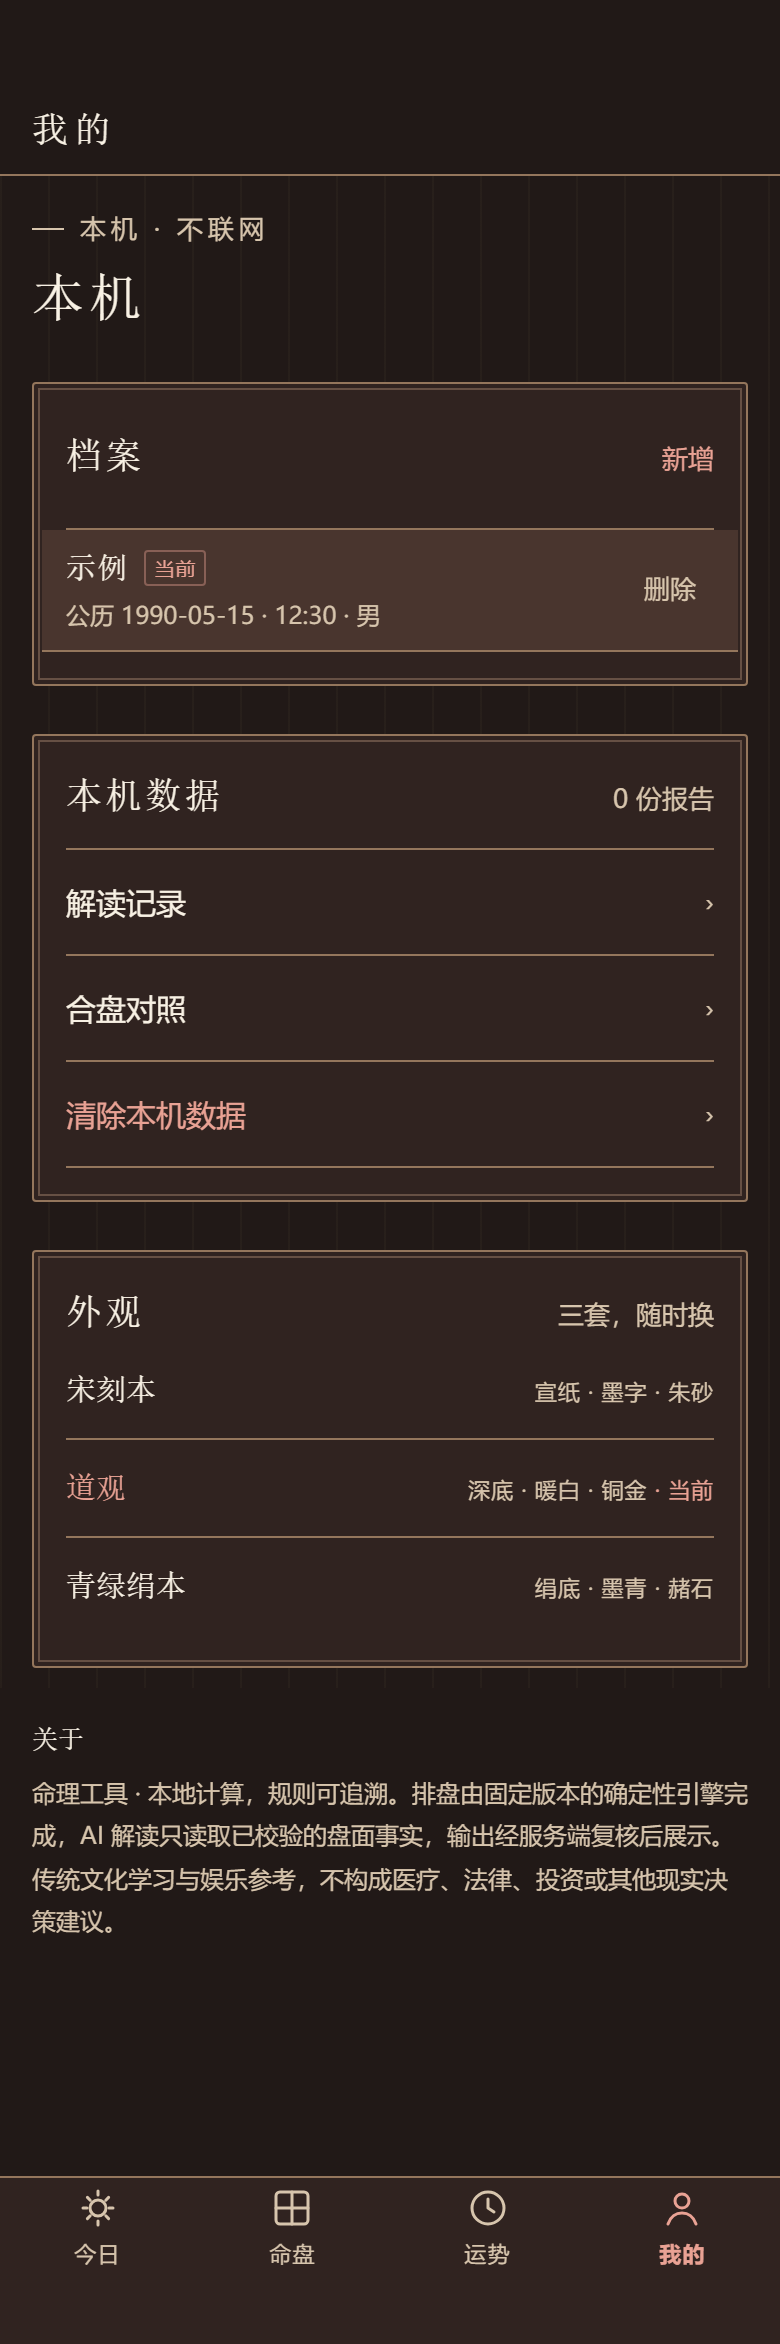 我的
本机 · 不联网
本机
档案
新增
示例 当前
公历 1990-05-15 · 12:30 · 男
删除
本机数据
0 份报告
解读记录
合盘对照
清除本机数据
外观
三套，随时换
宋刻本
宣纸 · 墨字 · 朱砂
道观
深底 · 暖白 · 铜金 · 当前
青绿绢本
绢底 · 墨青 · 赭石
关于
命理工具 · 本地计算，规则可追溯。排盘由固定版本的确定性引擎完
成，AI 解读只读取已校验的盘面事实，输出经服务端复核后展示。
传统文化学习与娱乐参考，不构成医疗、法律、投资或其他现实决
策建议。
今日
命盘
运势
我的